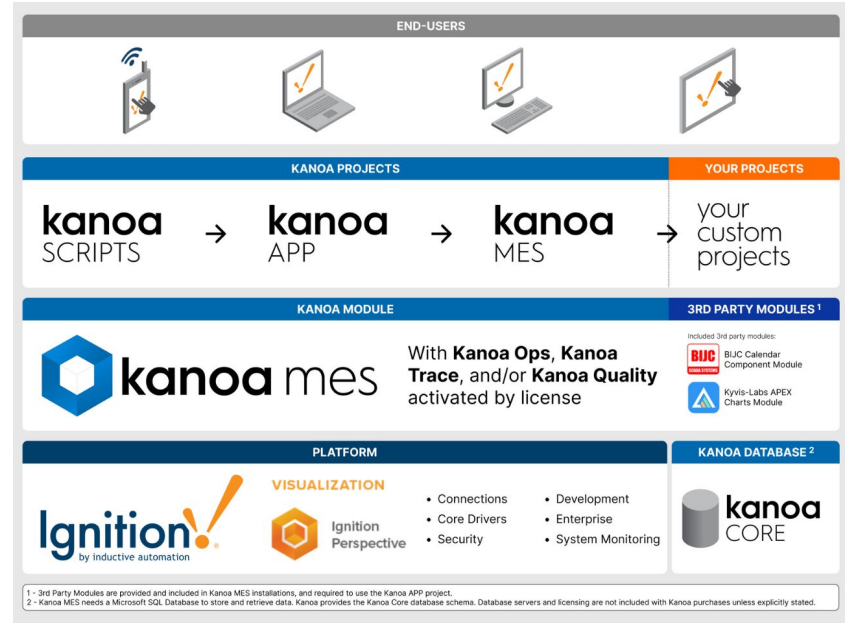 END-USERS
KANOA PROJECTS
YOUR PROJECTS
kanoa
SCRIPTS
→
kanoa
APP
→
kanoa
MES
→
your
custom
projects
KANOA MODULE
3RD PARTY MODULES 1
kanoa mes
With Kanoa Ops, Kanoa
Trace, and/or Kanoa Quality
activated by license
Included 3rd party modules:
BIJC
SCADA SYSTEMS
BIJC Calendar
Component Module
Kyvis-Labs APEX
Charts Module
PLATFORM
KANOA DATABASE 2
Ignition!
by inductive automation
VISUALIZATION
Ignition
Perspective
• Connections
• Core Drivers
• Security
• Development
• Enterprise
• System Monitoring
kanoa
CORE
1 - 3rd Party Modules are provided and included in Kanoa MES installations, and required to use the Kanoa APP project.
2 - Kanoa MES needs a Microsoft SQL Database to store and retrieve data. Kanoa provides the Kanoa Core database schema. Database servers and licensing are not included with Kanoa purchases unless explicitly stated.